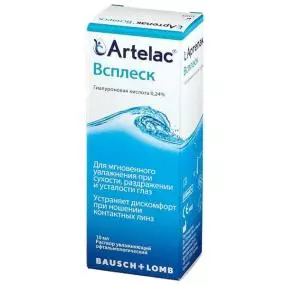 Artelac®
Всплеск
Гиалуроновая кислота 0,24%
Для мгновенного
увлажнения при
сухости, раздражении
и усталости глаз
Устраняет дискомфорт
при ношении
контактных линз
10 мл
Раствор увлажняющий
офтальмологический
BAUSCH + LOMB